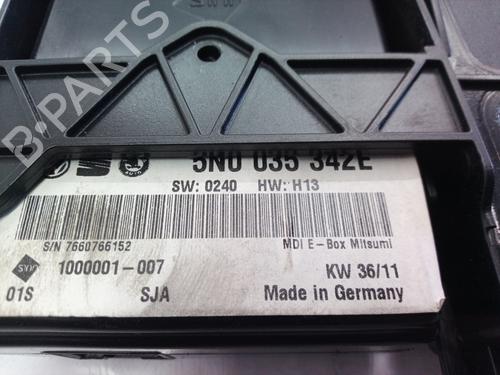 B-PARTS
5N0 035 342E
AUTO
SW: 0240 HW: H13
S/N 7660766152
MDI E-Box Mitsumi
1000001-007
KW 36/11
01S
SJA
Made in Germany